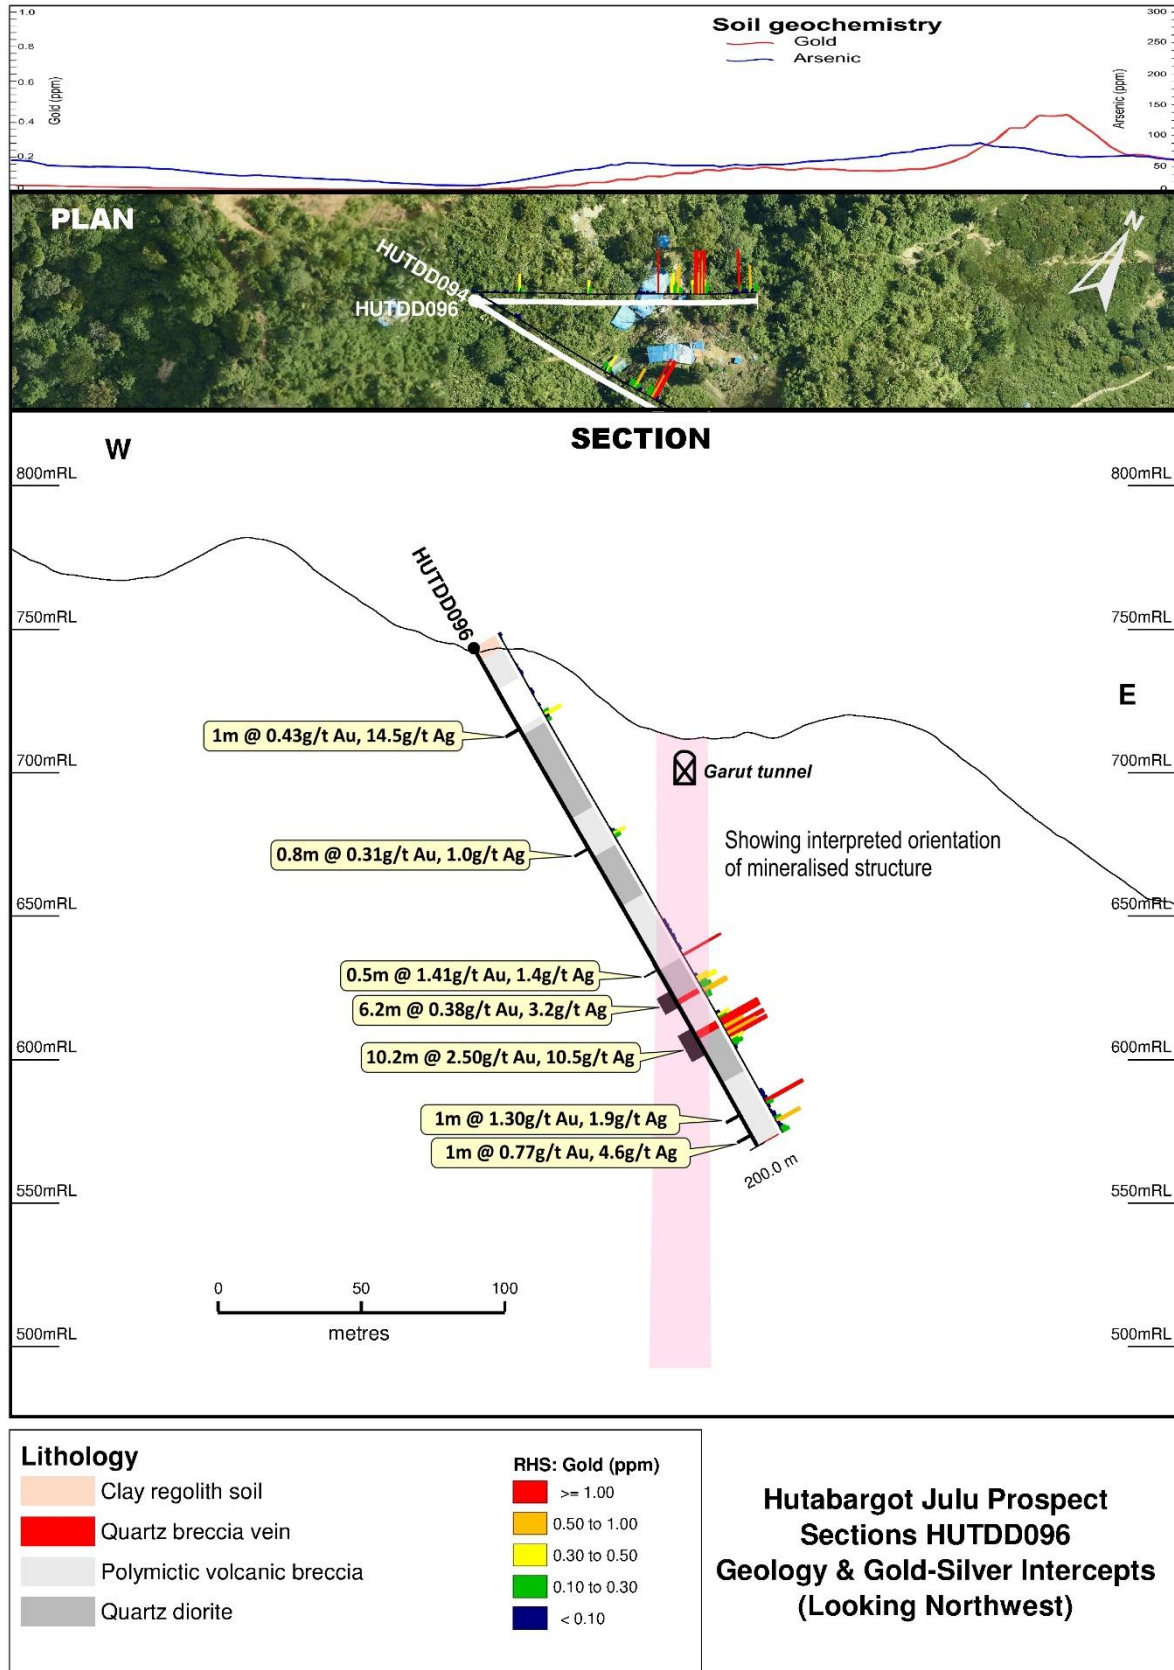 Soil geochemistry
Gold
Arsenic
1.0
0.8
0.6
0.4
0.2
0
Gold (ppm)
300
250
200
150
100
50
0
Arsenic (ppm)
PLAN
HUTDD094
HUTDD096
N
SECTION
W
E
800mRL
800mRL
750mRL
750mRL
700mRL
700mRL
650mRL
650mRL
600mRL
600mRL
550mRL
550mRL
500mRL
500mRL
HUTDD096
1m @ 0.43g/t Au, 14.5g/t Ag
0.8m @ 0.31g/t Au, 1.0g/t Ag
0.5m @ 1.41g/t Au, 1.4g/t Ag
6.2m @ 0.38g/t Au, 3.2g/t Ag
10.2m @ 2.50g/t Au, 10.5g/t Ag
1m @ 1.30g/t Au, 1.9g/t Ag
1m @ 0.77g/t Au, 4.6g/t Ag
200.0 m
Garut tunnel
Showing interpreted orientation
of mineralised structure
0 50 100
metres
Lithology
Clay regolith soil
Quartz breccia vein
Polymictic volcanic breccia
Quartz diorite
RHS: Gold (ppm)
>= 1.00
0.50 to 1.00
0.30 to 0.50
0.10 to 0.30
< 0.10
Hutabargot Julu Prospect
Sections HUTDD096
Geology & Gold-Silver Intercepts
(Looking Northwest)